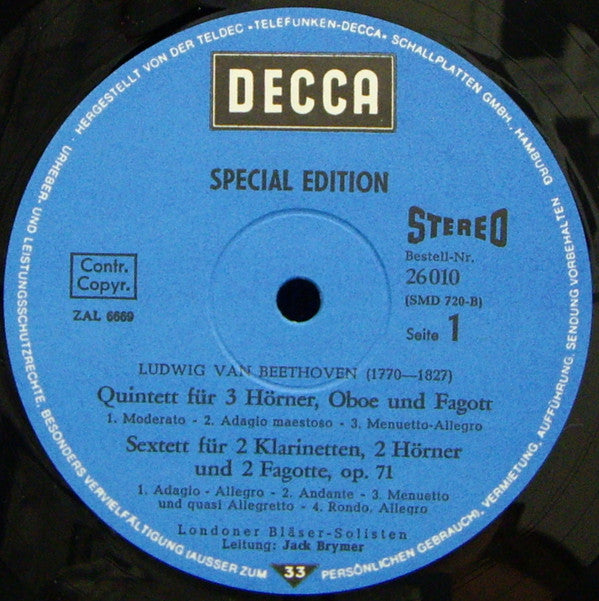 · HERGESTELLT VON DER TELDEC »TELEFUNKEN-DECCA« SCHALLPLATTEN GMBH., HAMBURG
DECCA
SPECIAL EDITION
STEREO
Bestell-Nr.
26010
(SMD 720-B)
Seite 1
Contr.
Copyr.
ZAL 6669
LUDWIG VAN BEETHOVEN (1770—1827)
Quintett für 3 Hörner, Oboe und Fagott
1. Moderato - 2. Adagio maestoso - 3. Menuetto-Allegro
Sextett für 2 Klarinetten, 2 Hörner
und 2 Fagotte, op. 71
1. Adagio - Allegro - 2. Andante - 3. Menuetto
und quasi Allegretto - 4. Rondo. Allegro
Londoner Bläser-Solisten
Leitung: Jack Brymer
33
URHEBER- UND LEISTUNGSSCHUTZRECHTE, BESONDERS VERVIELFÄLTIGUNG (AUSSER ZUM PERSÖNLICHEN GEBRAUCH), VERMIETUNG, AUFFÜHRUNG, SENDUNG VORBEHALTEN